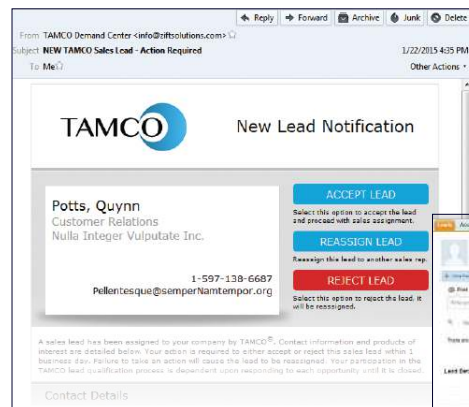 Reply Forward Archive Junk Delete
From TAMCO Demand Center <info@ziftsolutions.com>
Subject NEW TAMCO Sales Lead - Action Required 1/22/2015 4:35 PM
To Me Other Actions
TAMCO New Lead Notification
Potts, Quynn
Customer Relations
Nulla Integer Vulputate Inc.
1-597-138-6687
Pellentesque@semperNamtempor.org
ACCEPT LEAD
Select this option to accept the lead
and proceed with sales assignment.
REASSIGN LEAD
Reassign this lead to another sales rep.
REJECT LEAD
Select this option to reject the lead. It
will be reassigned.
A sales lead has been assigned to your company by TAMCO®. Contact information and products of
interest are detailed below. Your action is required to either accept or reject this sales lead within 1
business day. Failure to take an action will cause the lead to be reassigned. Your participation in the
TAMCO lead qualification process is dependent upon responding to each opportunity until it is closed.
Contact Details